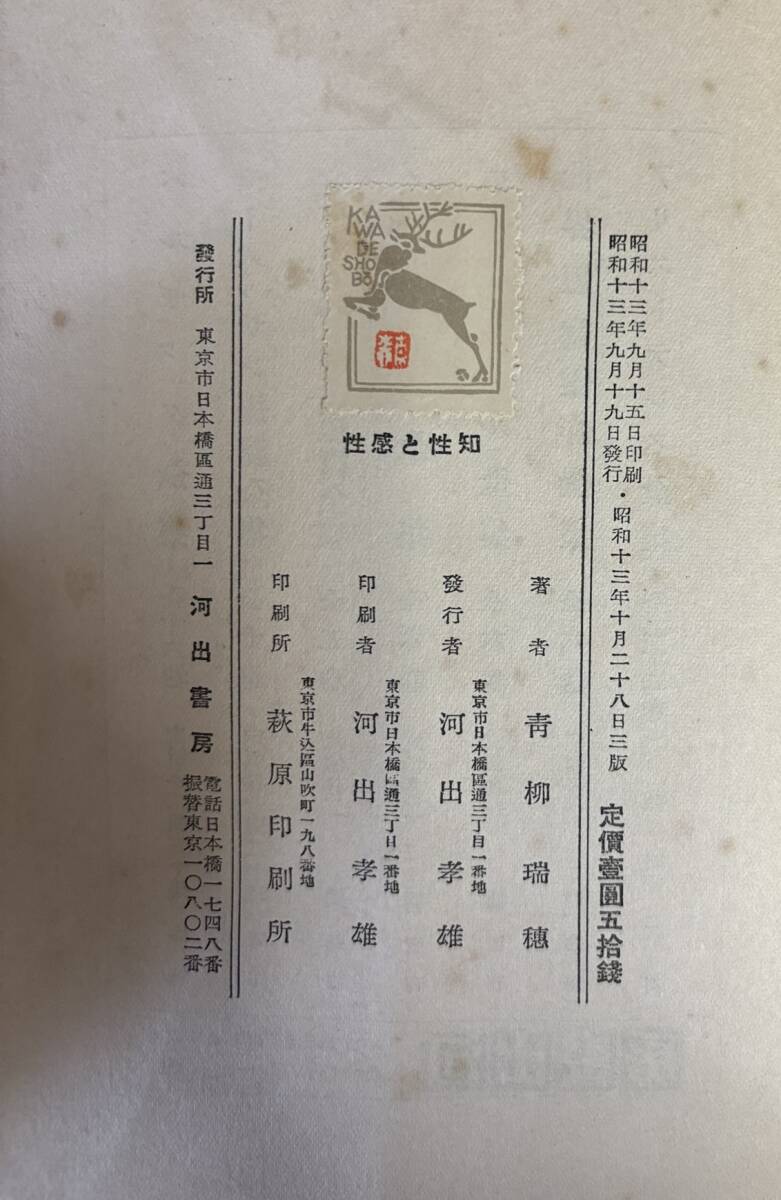 昭和十三年九月十五日印刷
昭和十三年九月十九日發行・昭和十三年十月二十八日三版
定價壹圓五拾錢
KA
WA
DE
SHO
BŌ
性感と性知
著者 靑柳瑞穗
東京市日本橋區通三丁目一番地
發行者 河出孝雄
東京市日本橋區通三丁目一番地
印刷者 河出孝雄
東京市牛込區山吹町一九八番地
印刷所 萩原印刷所
發行所 東京市日本橋區通三丁目一 河出書房
電話日本橋一七四八番
振替東京一〇八〇二番